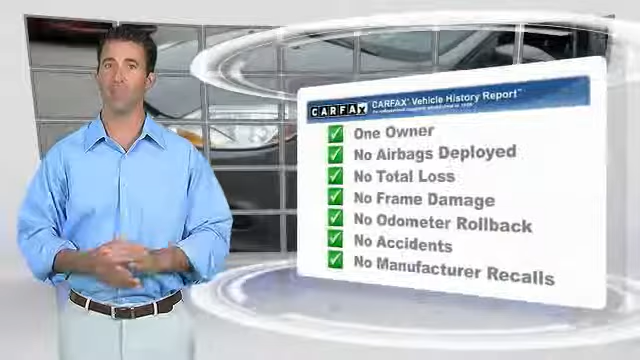 CARFAX CARFAX Vehicle History Report™
One Owner
No Airbags Deployed
No Total Loss
No Frame Damage
No Odometer Rollback
No Accidents
No Manufacturer Recalls